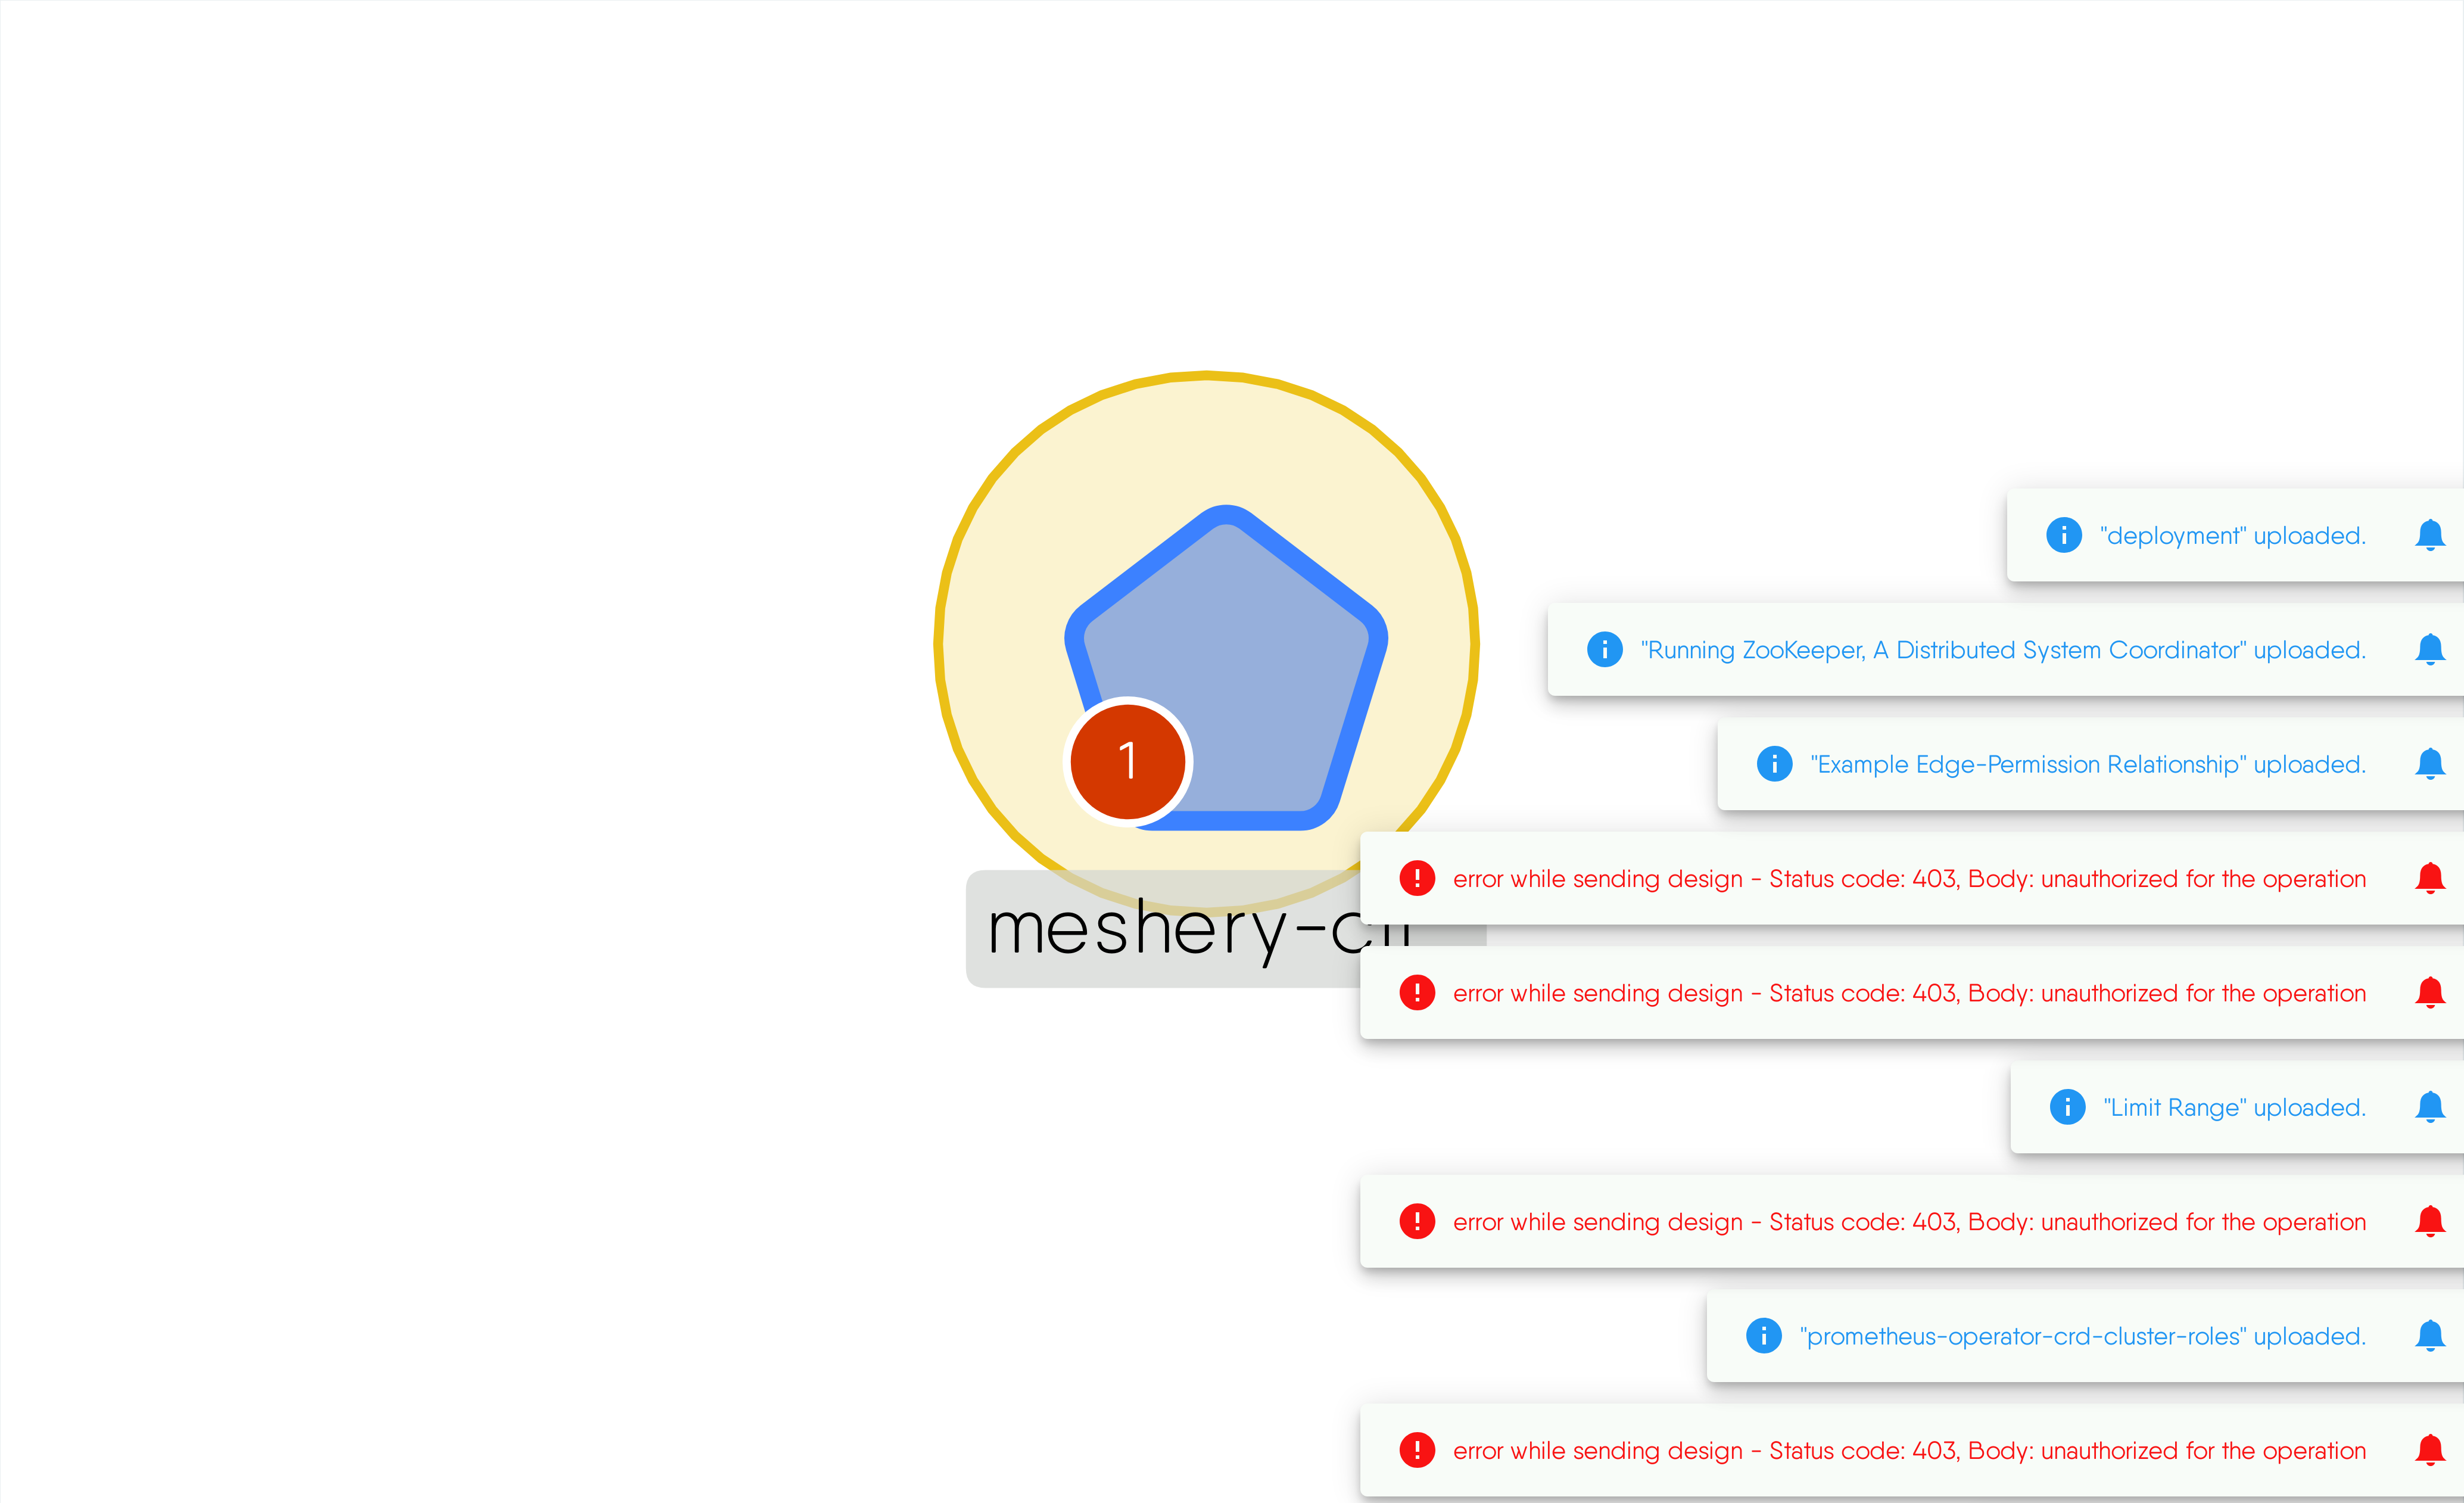 "deployment" uploaded.
"Running ZooKeeper, A Distributed System Coordinator" uploaded.
"Example Edge-Permission Relationship" uploaded.
1
error while sending design - Status code: 403, Body: unauthorized for the operation
meshery-
error while sending design - Status code: 403, Body: unauthorized for the operation
"Limit Range" uploaded.
error while sending design - Status code: 403, Body: unauthorized for the operation
"prometheus-operator-crd-cluster-roles" uploaded.
error while sending design - Status code: 403, Body: unauthorized for the operation